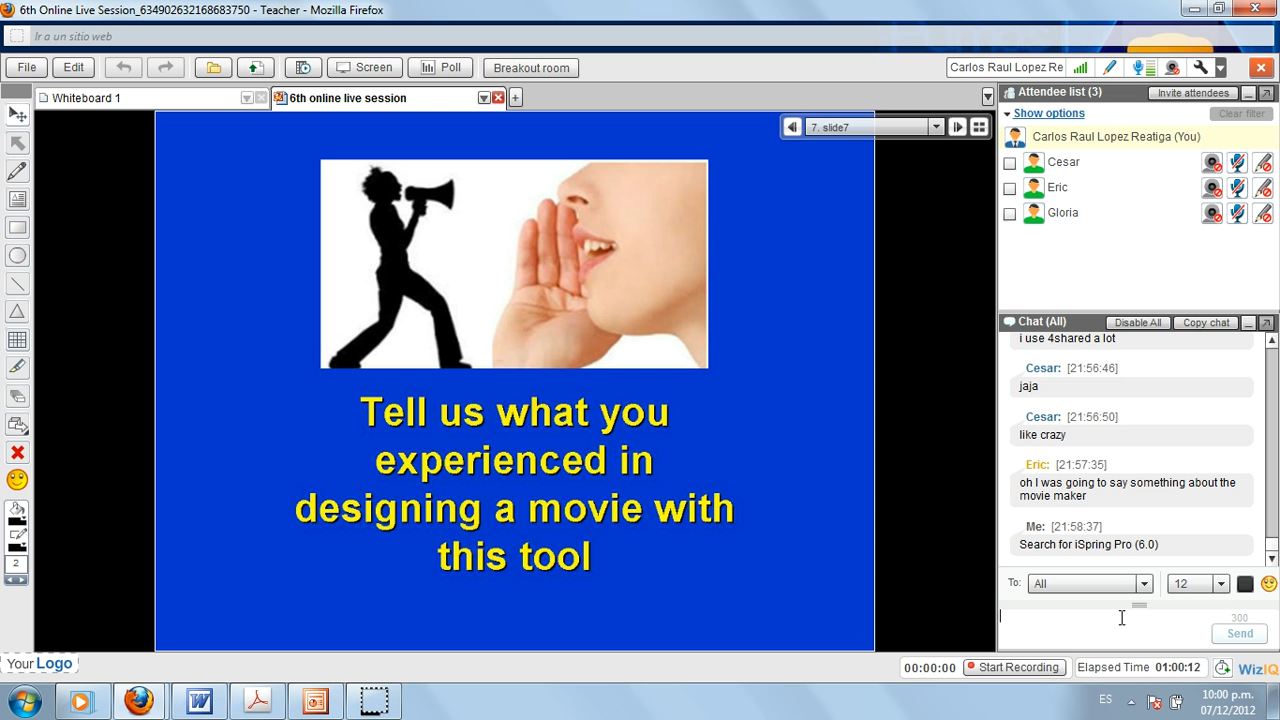 6th Online Live Session_634902632168683750 - Teacher - Mozilla Firefox
Ir a un sitio web
File Edit Screen Poll Breakout room Carlos Raul Lopez Re
Whiteboard 1 6th online live session
7. slide7
Tell us what you
experienced in
designing a movie with
this tool
Attendee list (3) Invite attendees
Show options Clear filter
Carlos Raul Lopez Reatiga (You)
Cesar
Eric
Gloria
Chat (All) Disable All Copy chat
i use 4shared a lot
Cesar: [21:56:46]
jaja
Cesar: [21:56:50]
like crazy
Eric: [21:57:35]
oh I was going to say something about the
movie maker
Me: [21:58:37]
Search for iSpring Pro (6.0)
To: All 12
300
Send
2
Your Logo 00:00:00 Start Recording Elapsed Time 01:00:12 WizIQ
ES 10:00 p.m.
07/12/2012